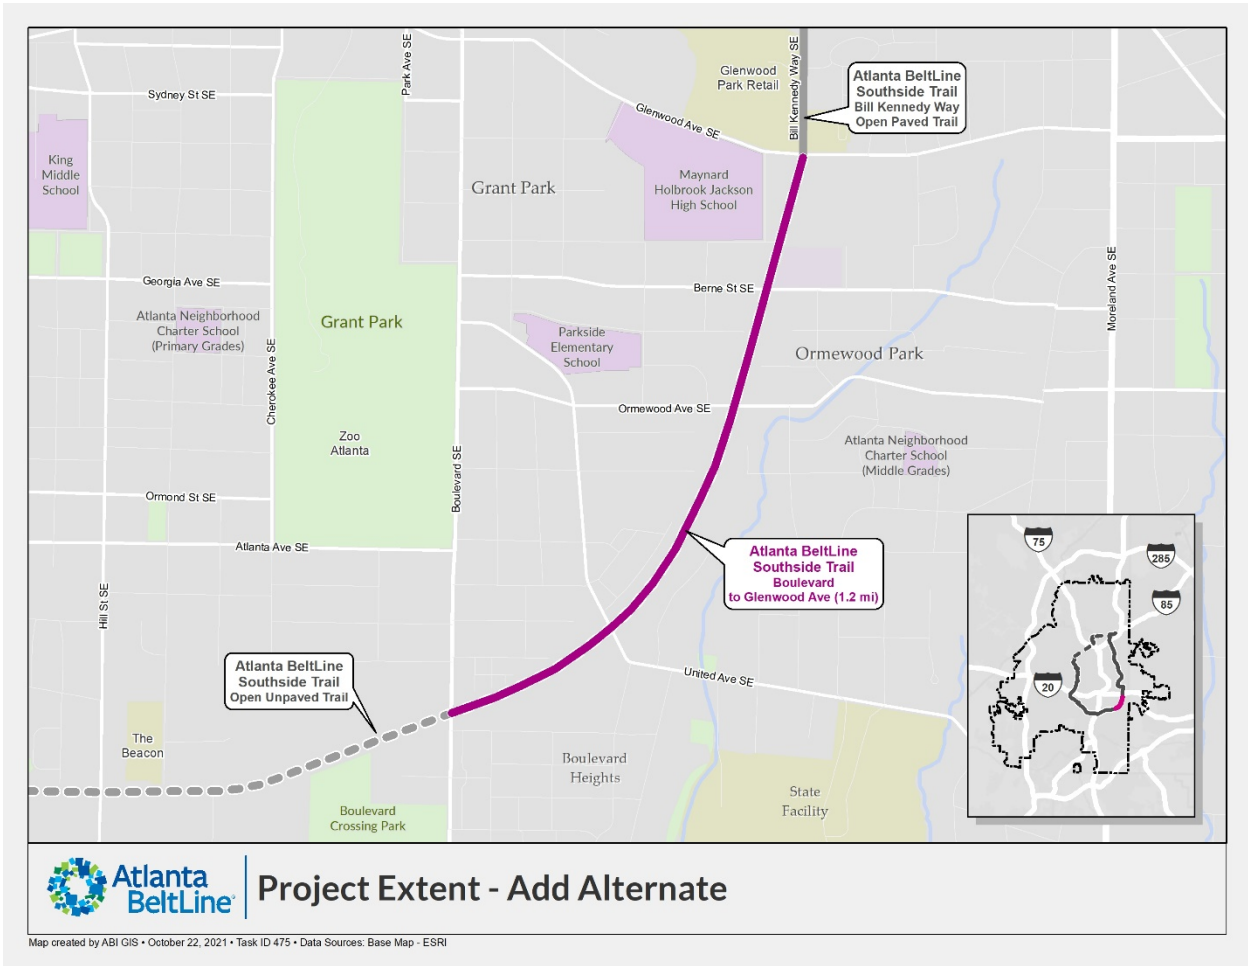 Park Ave SE
Bill Kennedy Way SE
Glenwood
Park Retail
Atlanta BeltLine
Southside Trail
Bill Kennedy Way
Open Paved Trail
Sydney St SE
Glenwood Ave SE
King
Middle
School
Grant Park
Maynard
Holbrook Jackson
High School
Georgia Ave SE
Berne St SE
Moreland Ave SE
Atlanta Neighborhood
Charter School
(Primary Grades)
Grant Park
Parkside
Elementary
School
Ormewood Park
Cherokee Ave SE
Ormewood Ave SE
Zoo
Atlanta
Boulevard SE
Atlanta Neighborhood
Charter School
(Middle Grades)
Ormond St SE
Atlanta Ave SE
Atlanta BeltLine
Southside Trail
Boulevard
to Glenwood Ave (1.2 mi)
75
285
85
20
Hill St SE
Atlanta BeltLine
Southside Trail
Open Unpaved Trail
United Ave SE
The
Beacon
Boulevard
Heights
State
Facility
Boulevard
Crossing Park
Atlanta
BeltLine
Project Extent - Add Alternate
Map created by ABI GIS • October 22, 2021 • Task ID 475 • Data Sources: Base Map - ESRI